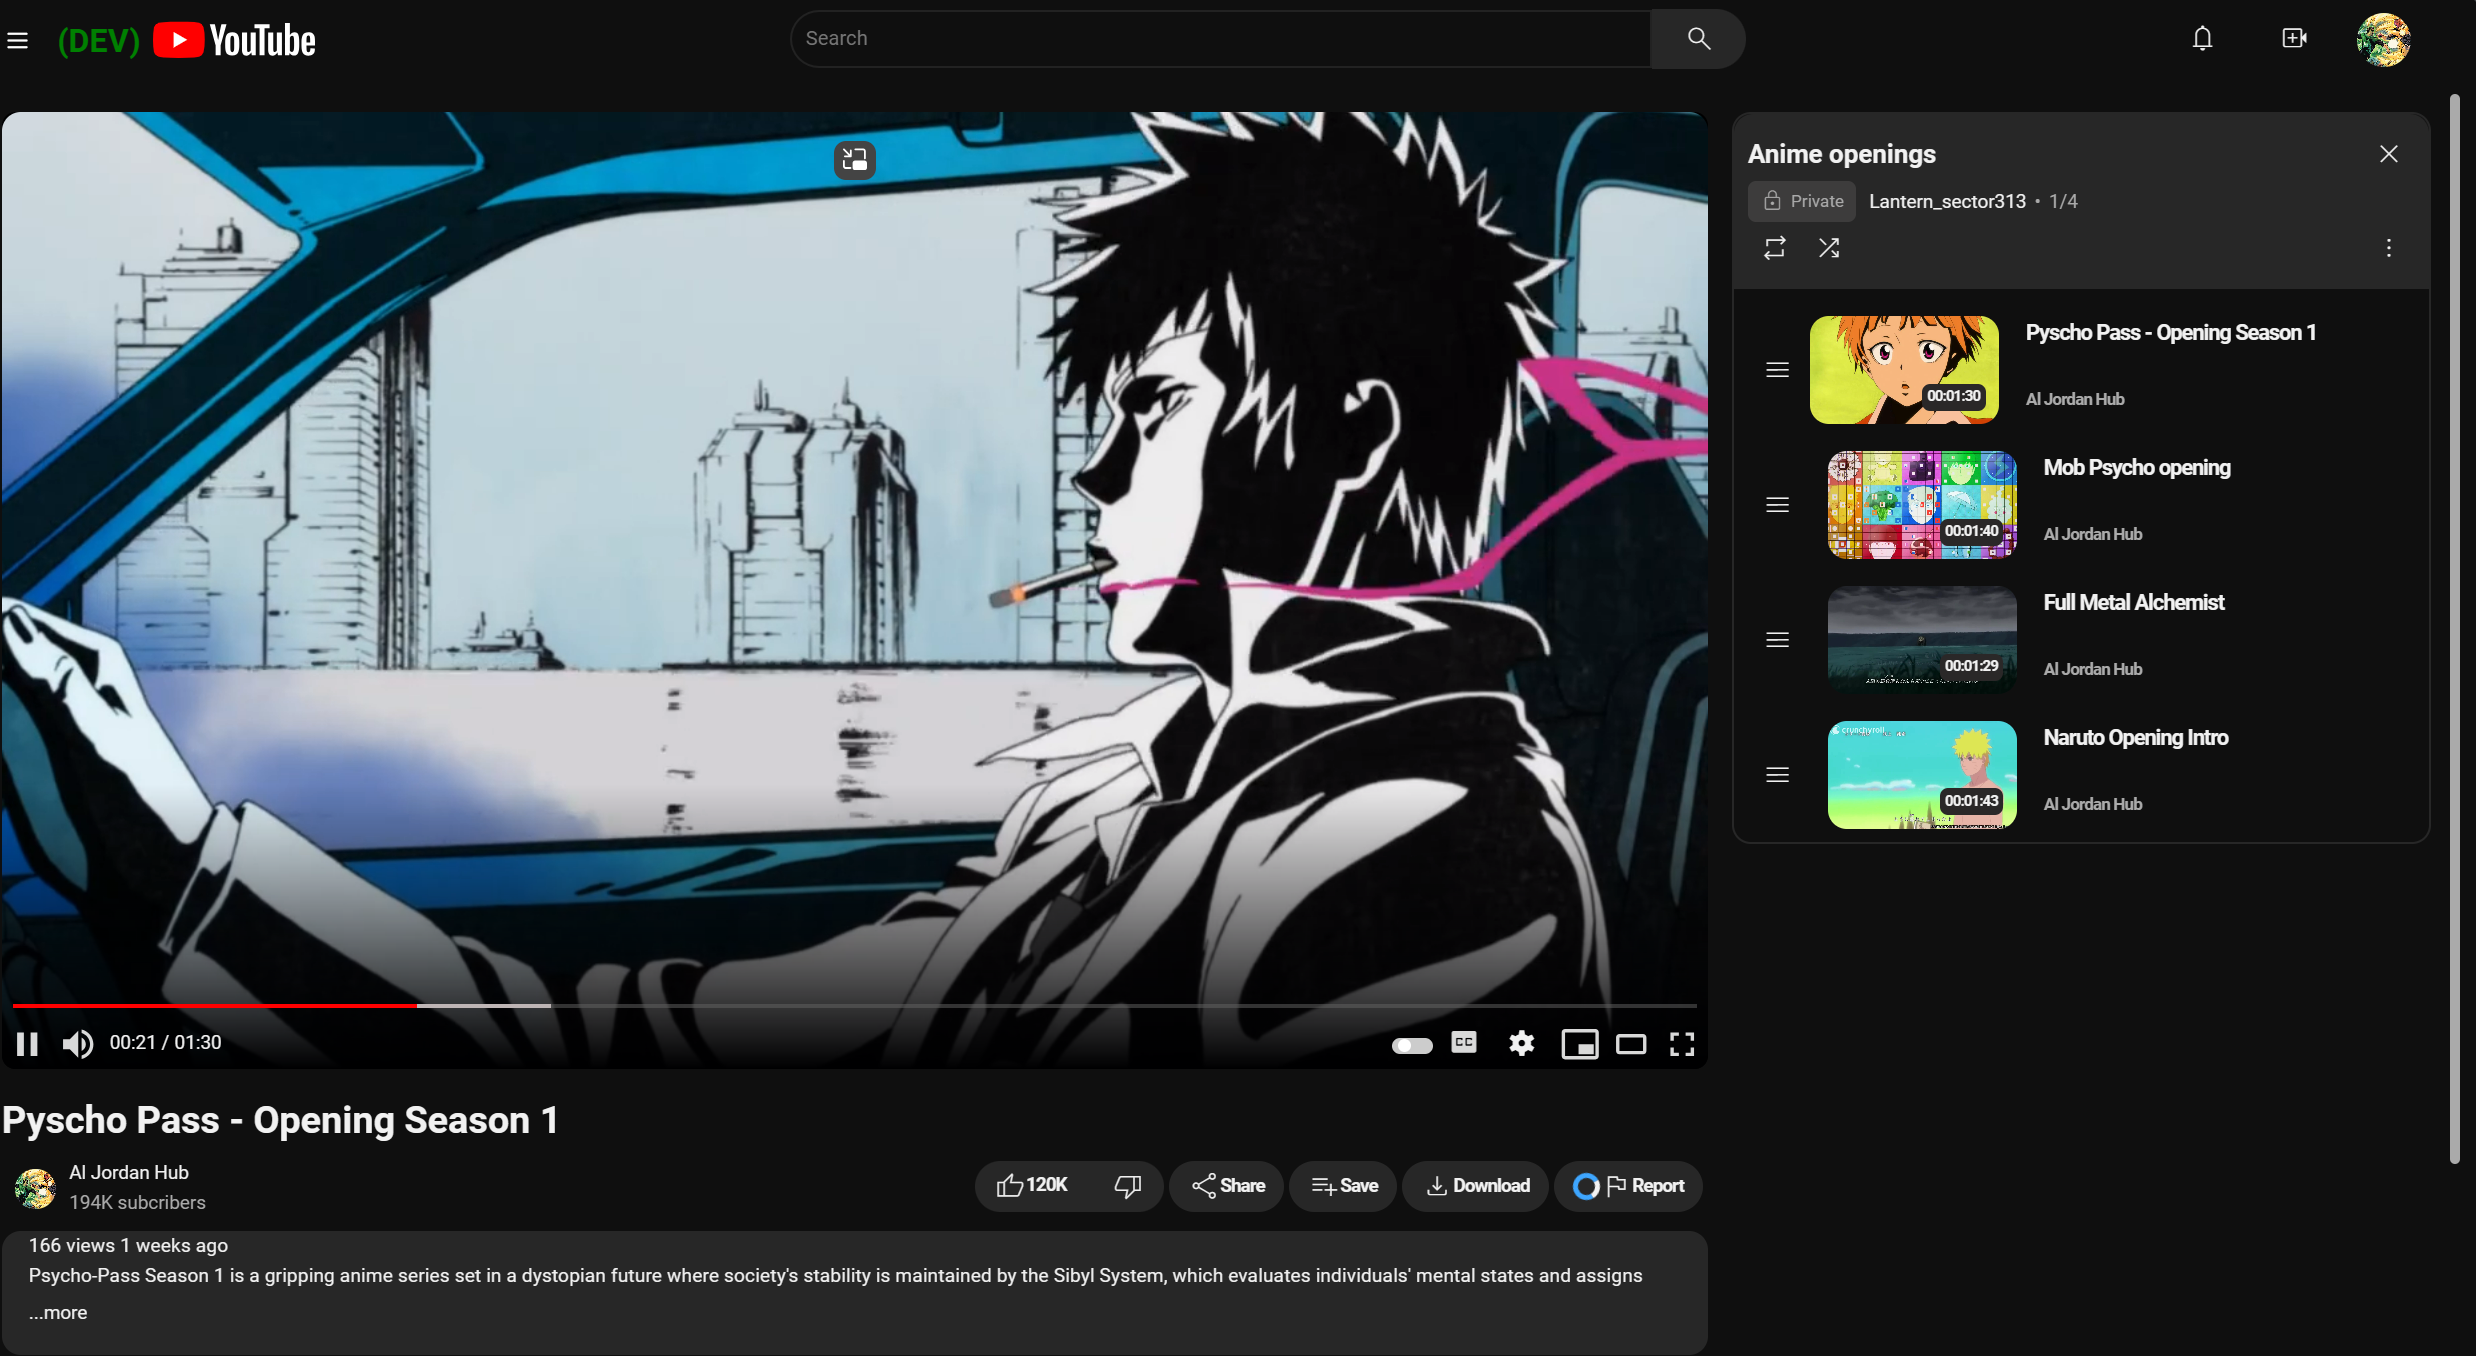 (DEV) YouTube
Search
Anime openings
Private Lantern_sector313 • 1/4
Pyscho Pass - Opening Season 1
Al Jordan Hub
00:01:30
Mob Psycho opening
Al Jordan Hub
00:01:40
Full Metal Alchemist
Al Jordan Hub
00:01:29
crunchyroll
Naruto Opening Intro
Al Jordan Hub
00:01:43
00:21 / 01:30
CC
Pyscho Pass - Opening Season 1
Al Jordan Hub
194K subcribers
120K
Share
Save
Download
Report
166 views 1 weeks ago
Psycho-Pass Season 1 is a gripping anime series set in a dystopian future where society's stability is maintained by the Sibyl System, which evaluates individuals' mental states and assigns
...more